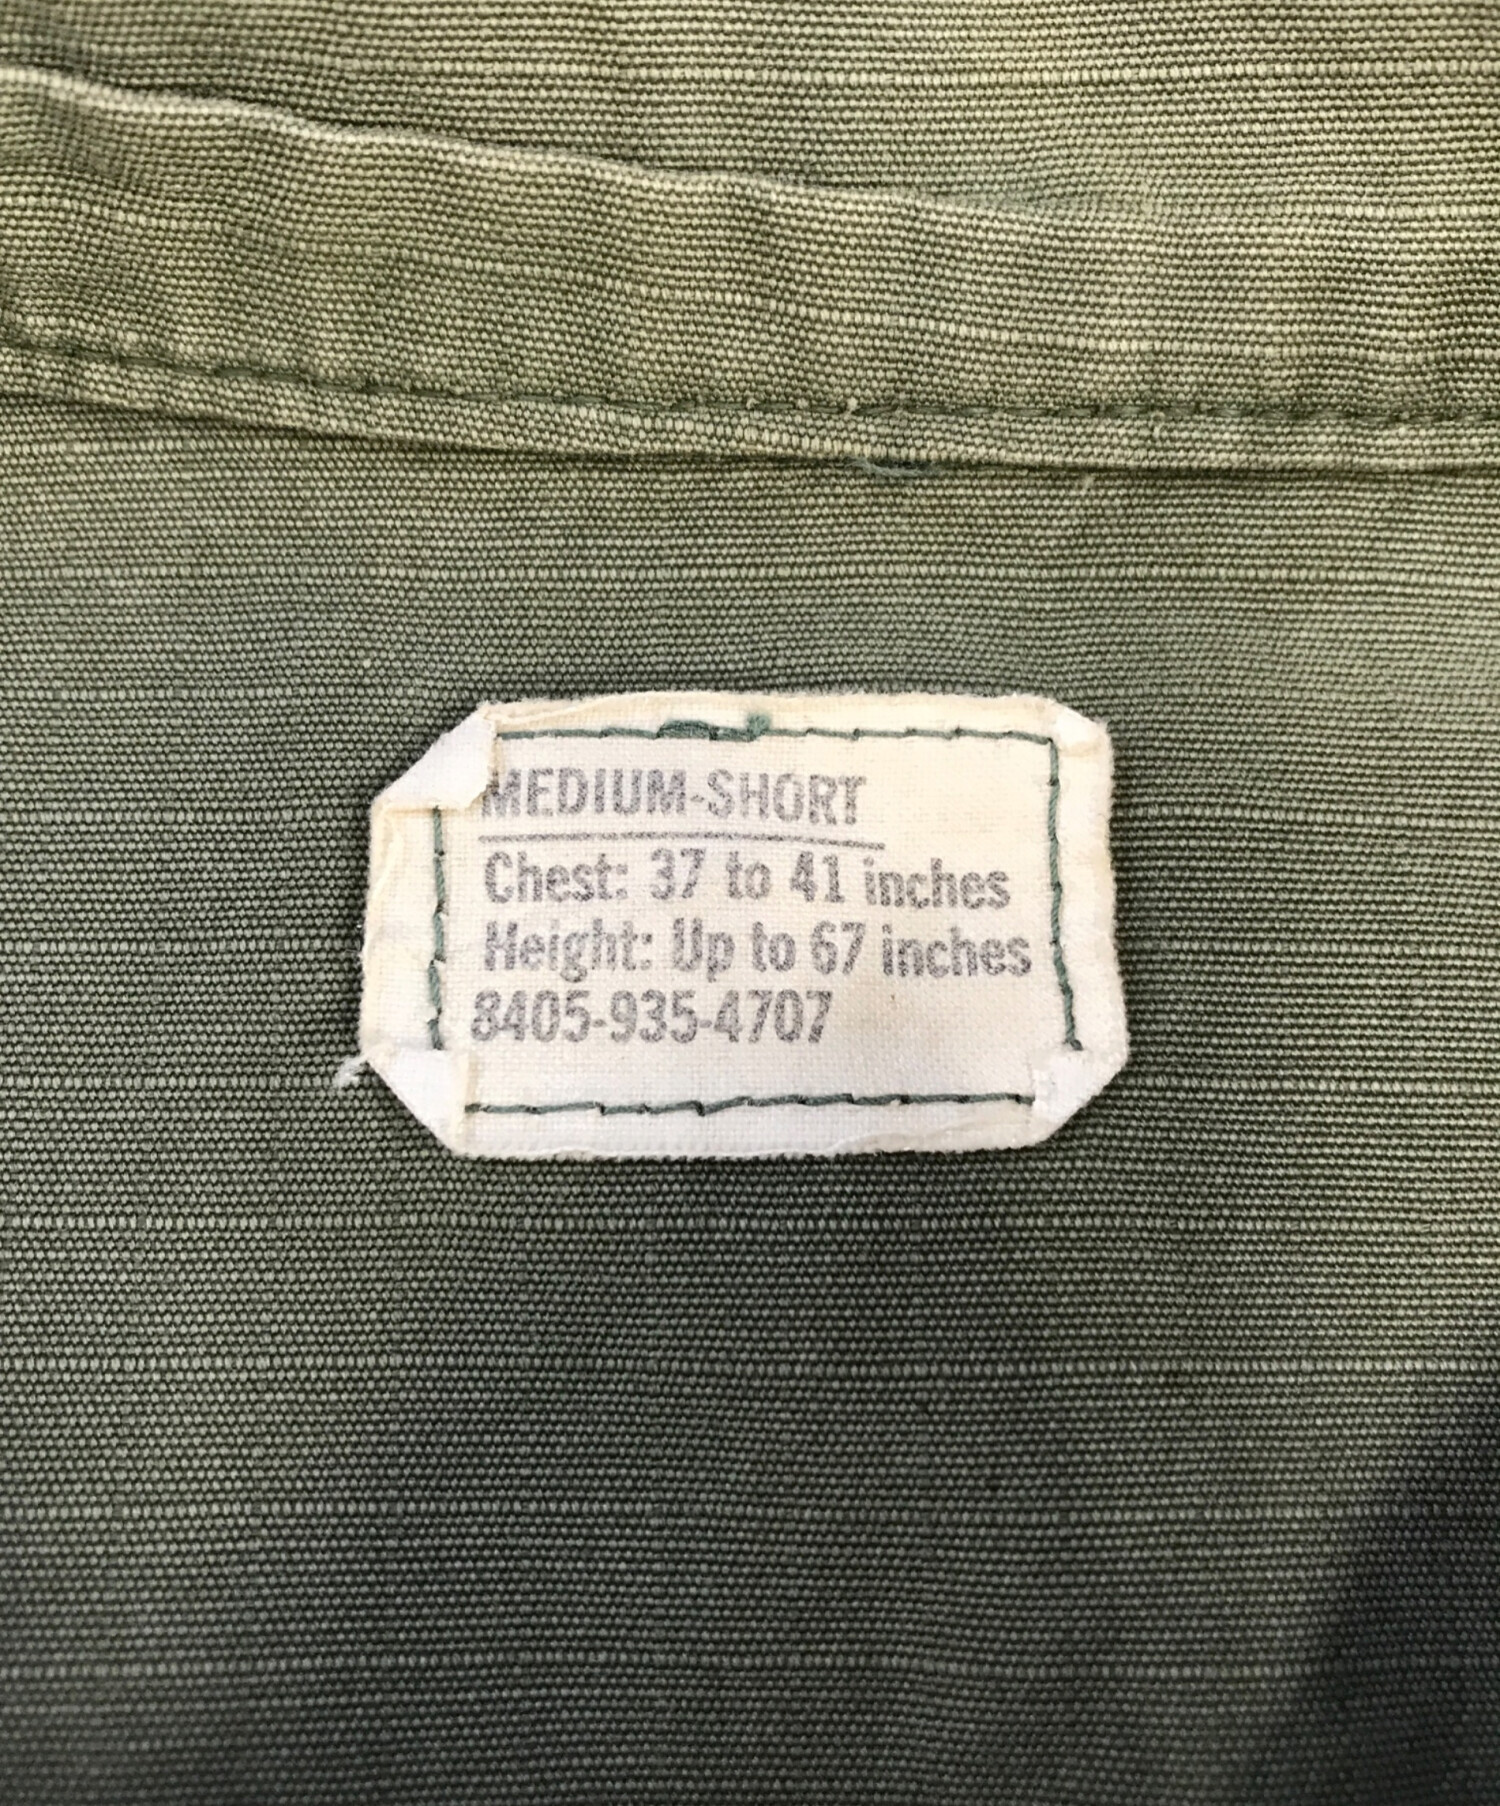 MEDIUM-SHORT
Chest: 37 to 41 inches
Height: Up to 67 inches
8405-935-4707